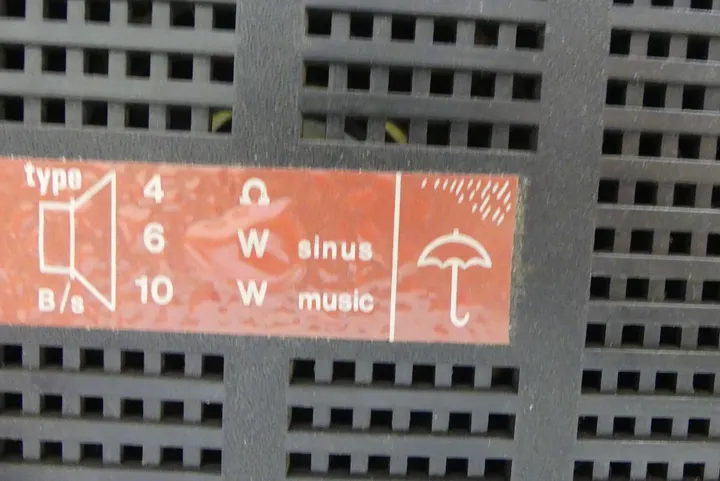 type 4 Ω
6 W sinus
B/s 10 W music